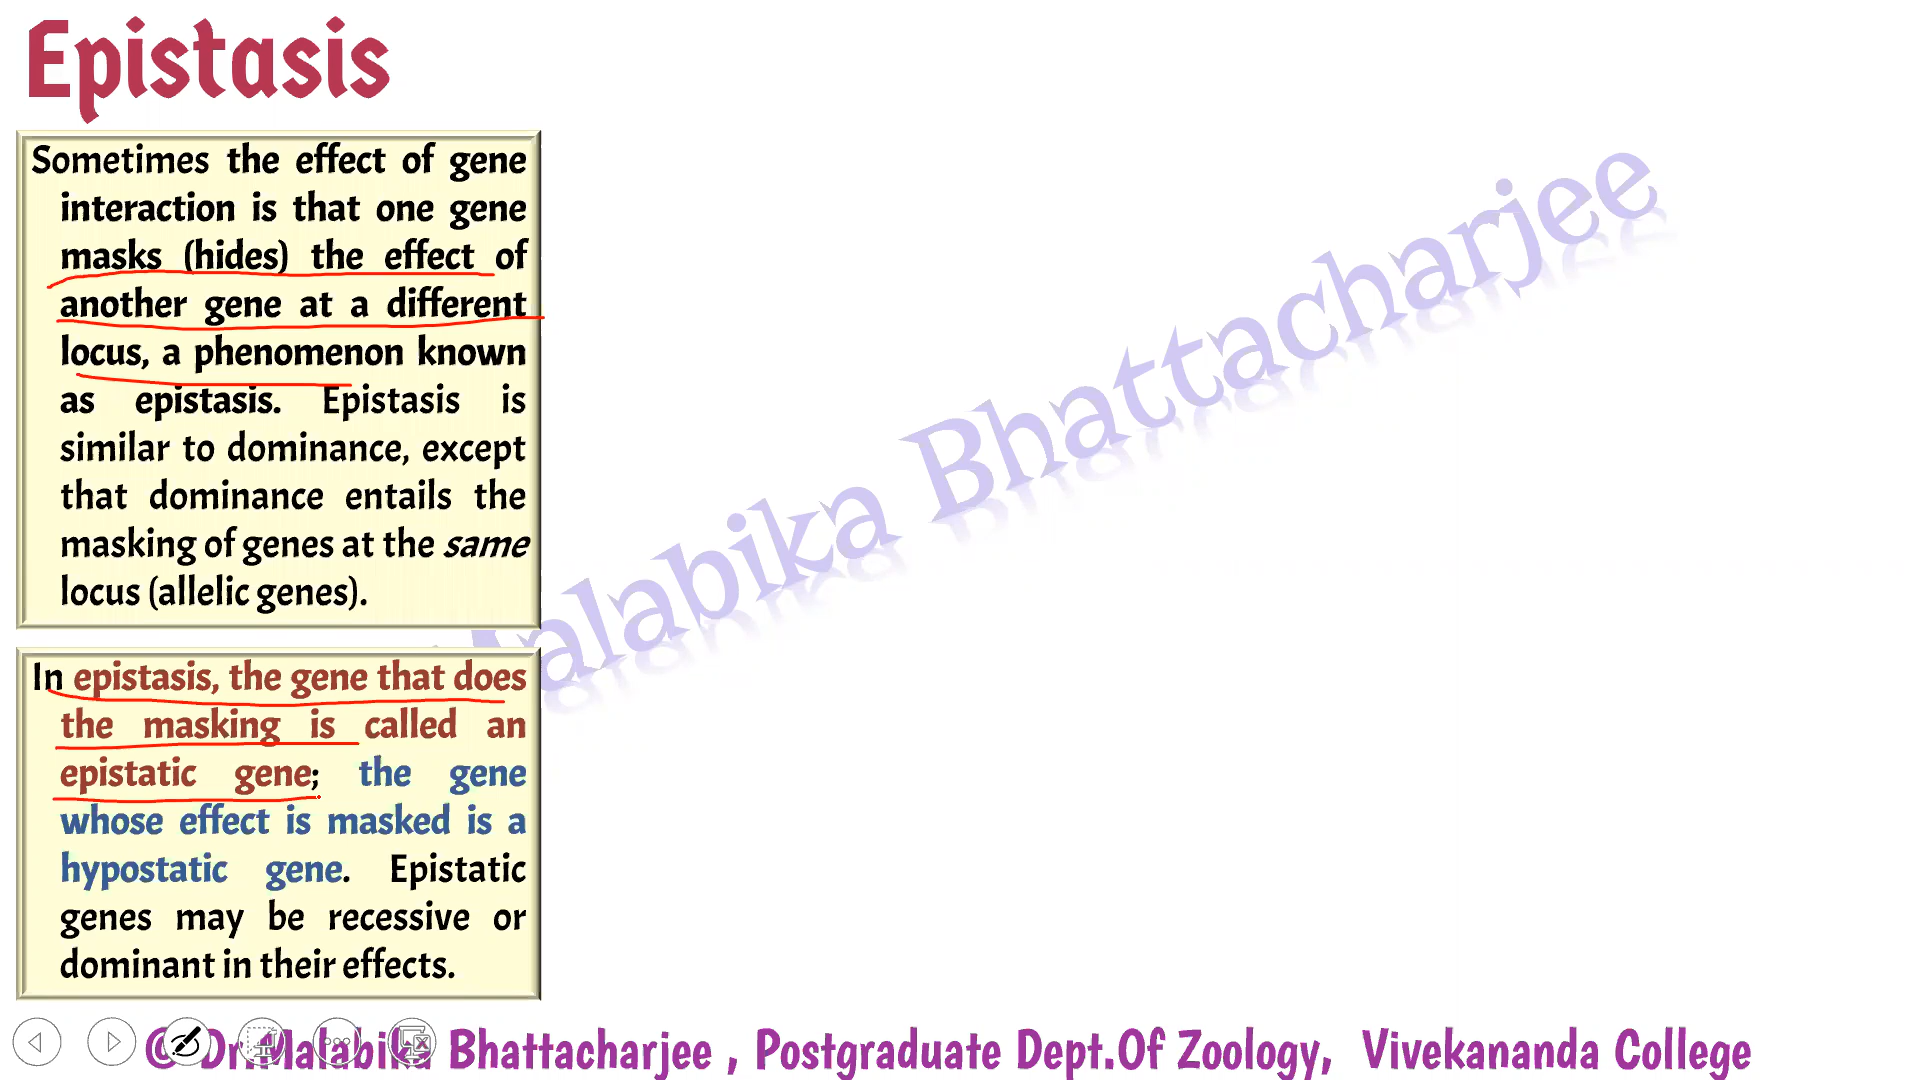 Epistasis
Sometimes the effect of gene
interaction is that one gene
masks (hides) the effect of
another gene at a different
locus, a phenomenon known
as epistasis. Epistasis is
similar to dominance, except
that dominance entails the
masking of genes at the same
locus (allelic genes).
Malabika Bhattacharjee
In epistasis, the gene that does
the masking is called an
epistatic gene; the gene
whose effect is masked is a
hypostatic gene. Epistatic
genes may be recessive or
dominant in their effects.
© Dr.Malabika Bhattacharjee , Postgraduate Dept.Of Zoology, Vivekananda College